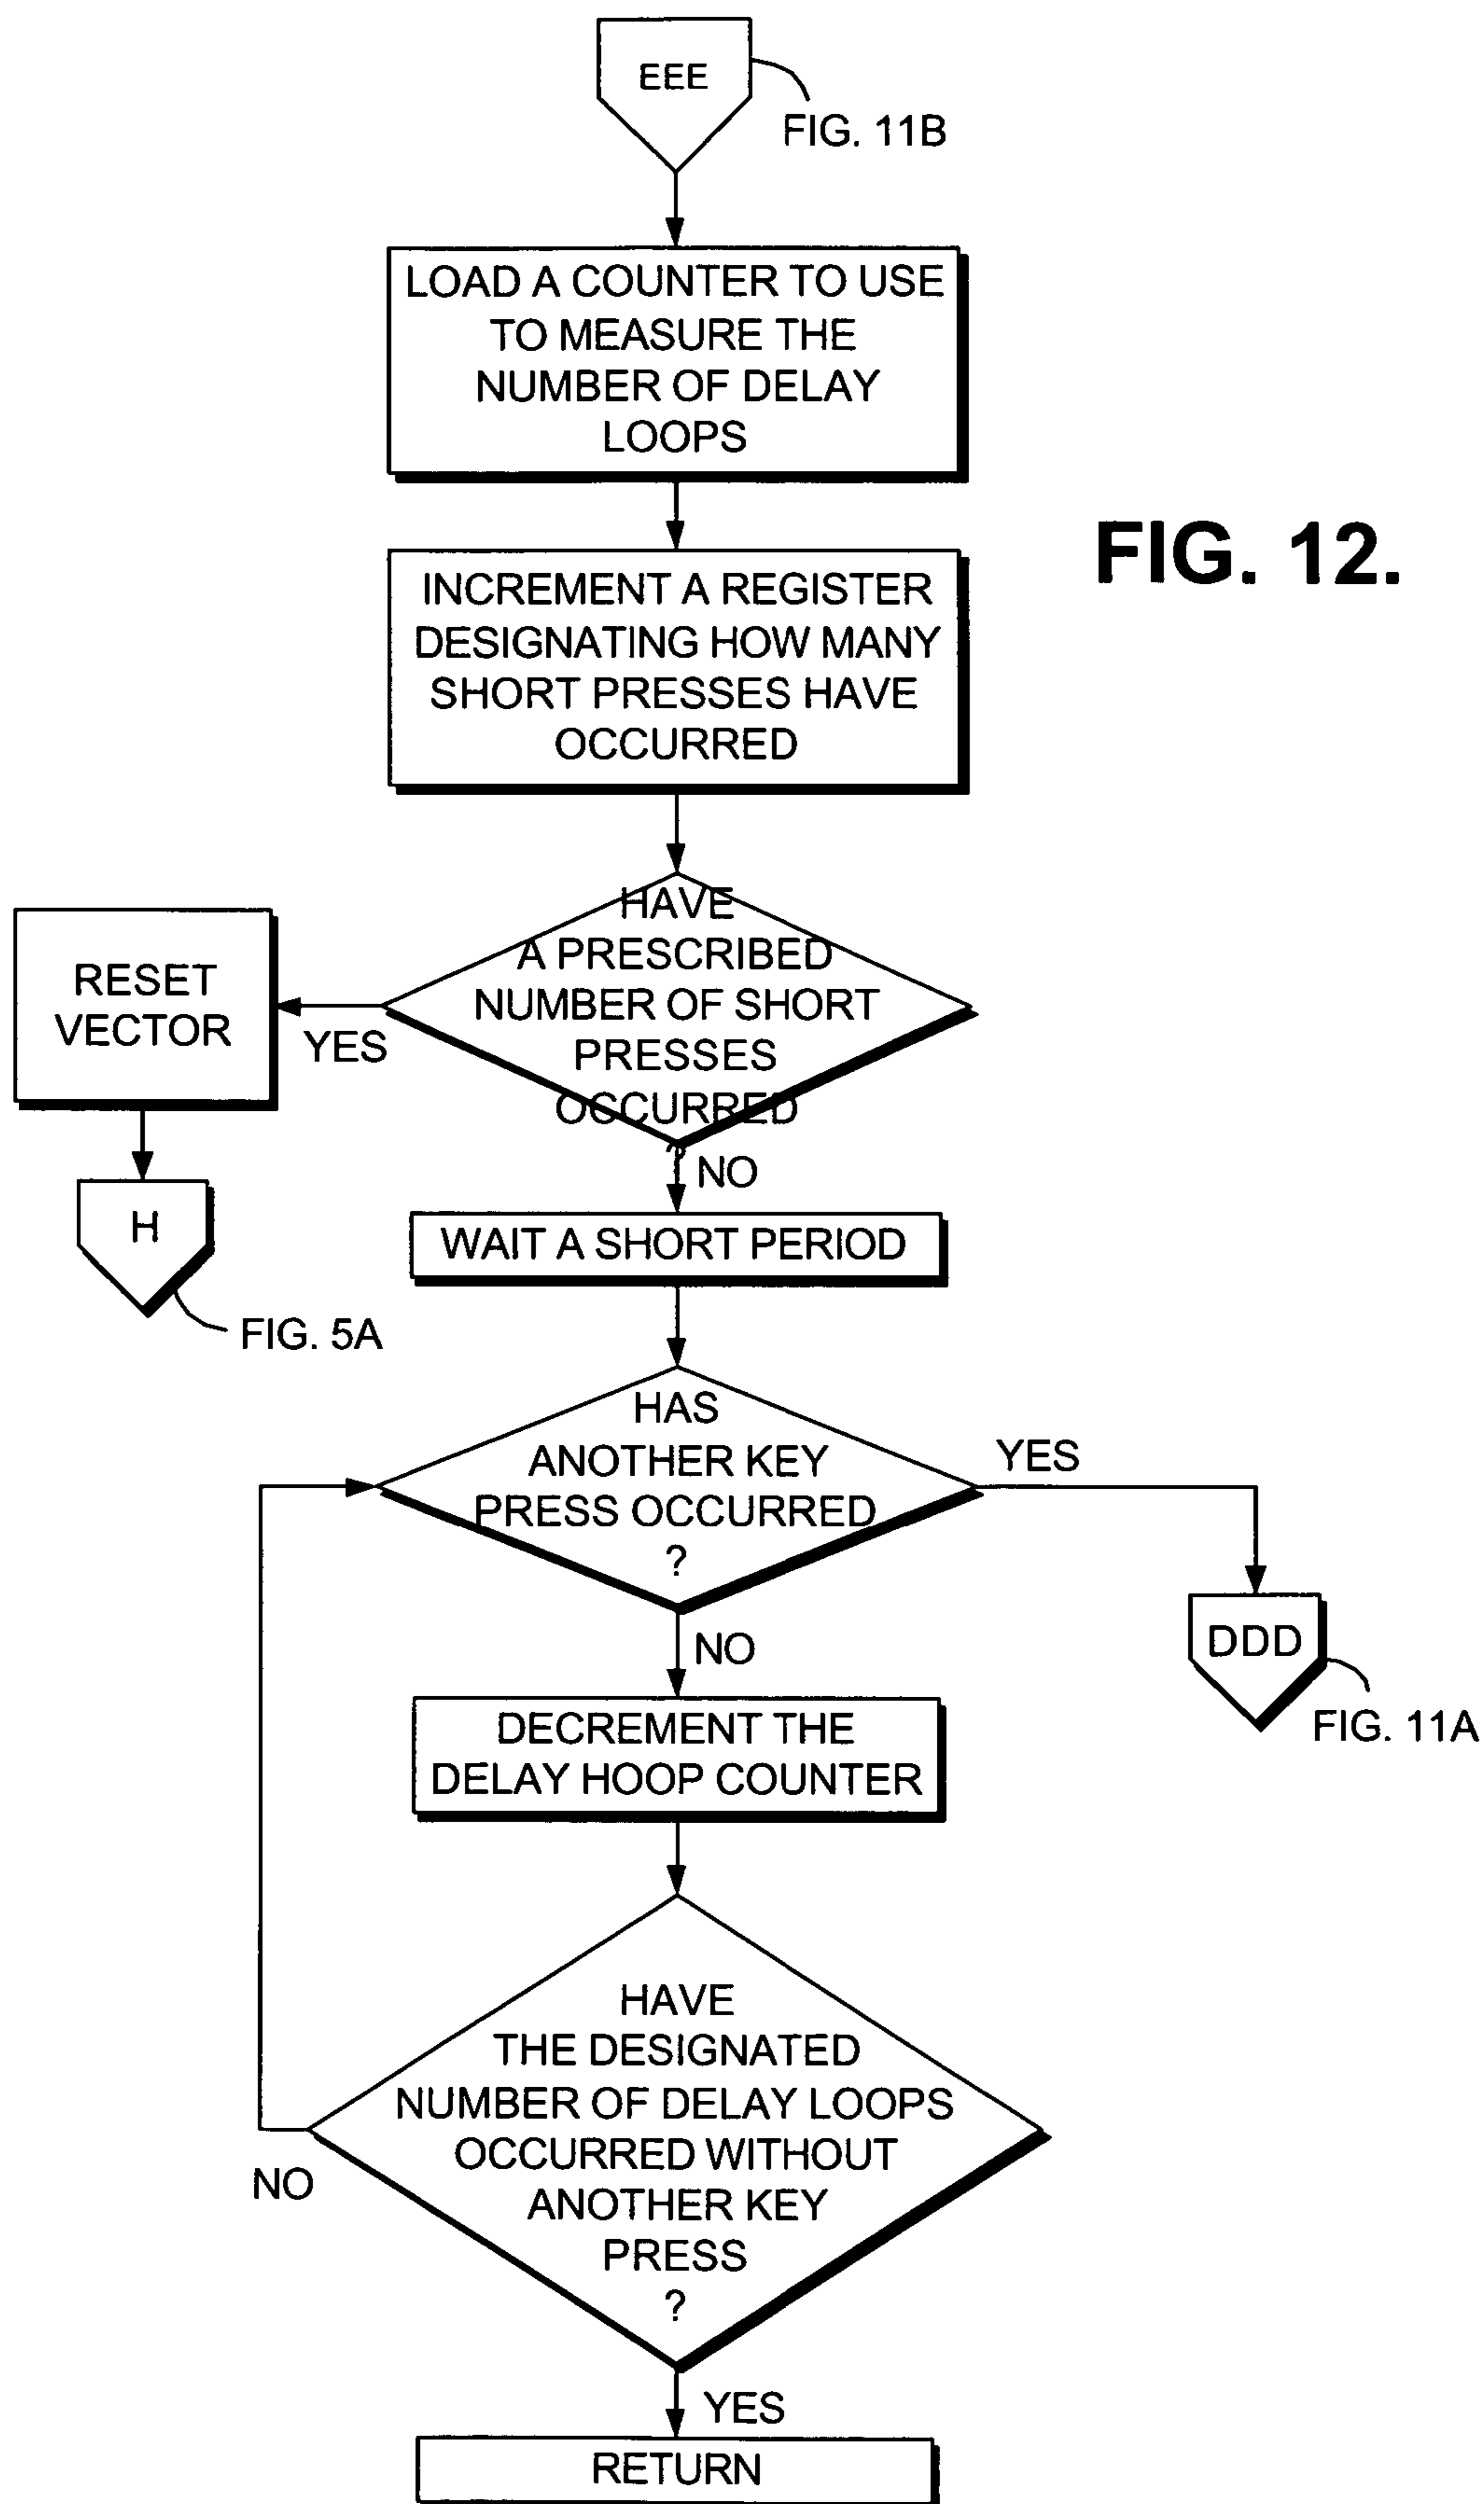 EEE
FIG. 11B
LOAD A COUNTER TO USE
TO MEASURE THE
NUMBER OF DELAY
LOOPS
FIG. 12.
INCREMENT A REGISTER
DESIGNATING HOW MANY
SHORT PRESSES HAVE
OCCURRED
HAVE
A PRESCRIBED
NUMBER OF SHORT
PRESSES
OCCURRED
?
YES
RESET
VECTOR
H
FIG. 5A
NO
WAIT A SHORT PERIOD
HAS
ANOTHER KEY
PRESS OCCURRED
?
YES
DDD
FIG. 11A
NO
DECREMENT THE
DELAY HOOP COUNTER
HAVE
THE DESIGNATED
NUMBER OF DELAY LOOPS
OCCURRED WITHOUT
ANOTHER KEY
PRESS
?
NO
YES
RETURN